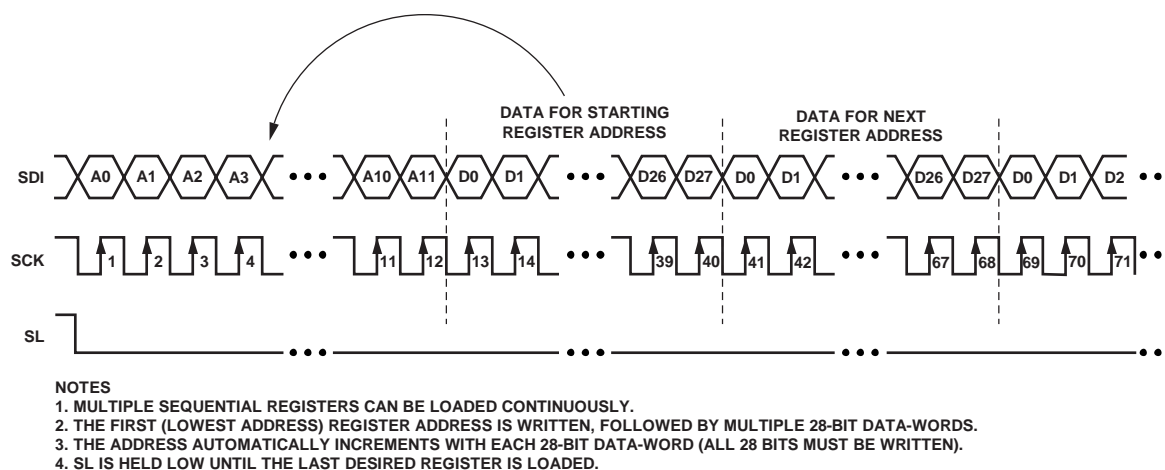 DATA FOR STARTING
REGISTER ADDRESS
DATA FOR NEXT
REGISTER ADDRESS
SDI A0 A1 A2 A3 A10 A11 D0 D1 D26 D27 D0 D1 D26 D27 D0 D1 D2
SCK 1 2 3 4 11 12 13 14 39 40 41 42 67 68 69 70 71
SL
NOTES
1. MULTIPLE SEQUENTIAL REGISTERS CAN BE LOADED CONTINUOUSLY.
2. THE FIRST (LOWEST ADDRESS) REGISTER ADDRESS IS WRITTEN, FOLLOWED BY MULTIPLE 28-BIT DATA-WORDS.
3. THE ADDRESS AUTOMATICALLY INCREMENTS WITH EACH 28-BIT DATA-WORD (ALL 28 BITS MUST BE WRITTEN).
4. SL IS HELD LOW UNTIL THE LAST DESIRED REGISTER IS LOADED.